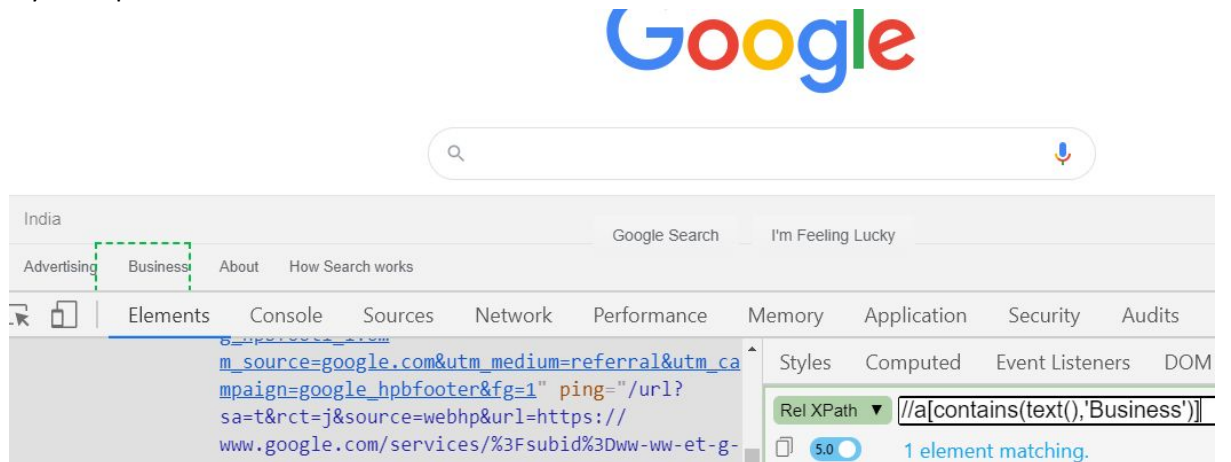 Google
India
Google Search I'm Feeling Lucky
Advertising Business About How Search works
Elements Console Sources Network Performance Memory Application Security Audits
m_source=google.com&utm_medium=referral&utm_ca
mpaign=google_hpbfooter&fg=1" ping="/url?
sa=t&rct=j&source=webhp&url=https://
www.google.com/services/%3Fsubid%3Dww-ww-et-g-
Styles Computed Event Listeners DOM
Rel XPath ▼ //a[contains(text(),'Business')]
5.0 1 element matching.